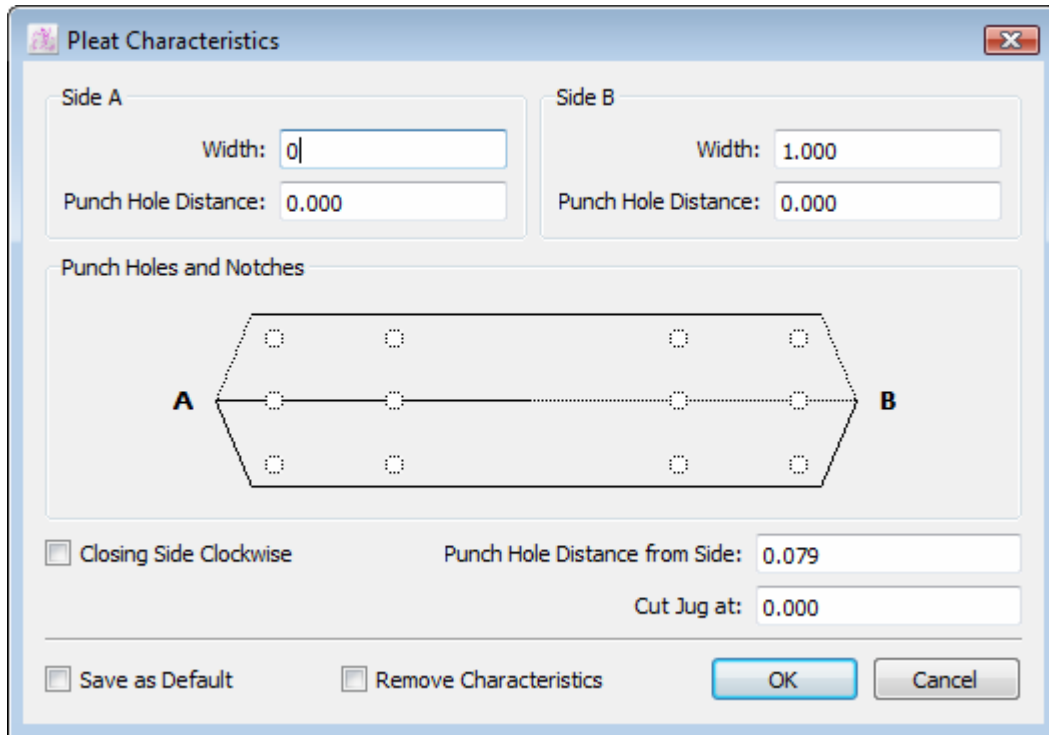 Pleat Characteristics
Side A
Width: 0
Punch Hole Distance: 0.000
Side B
Width: 1.000
Punch Hole Distance: 0.000
Punch Holes and Notches
A B
Closing Side Clockwise
Punch Hole Distance from Side: 0.079
Cut Jug at: 0.000
Save as Default
Remove Characteristics
OK
Cancel